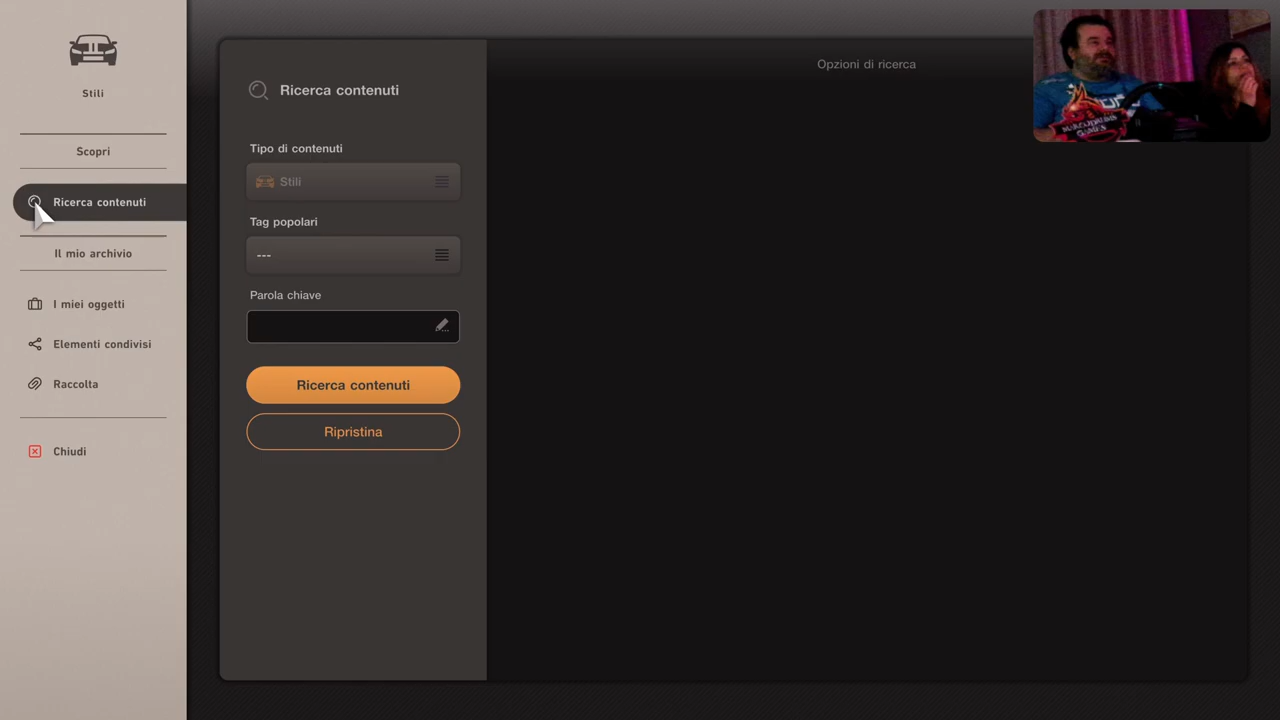 Stili
Scopri
Ricerca contenuti
Il mio archivio
I miei oggetti
Elementi condivisi
Raccolta
Chiudi
Ricerca contenuti
Tipo di contenuti
Stili
Tag popolari
---
Parola chiave
Ricerca contenuti
Ripristina
Opzioni di ricerca
GAMES